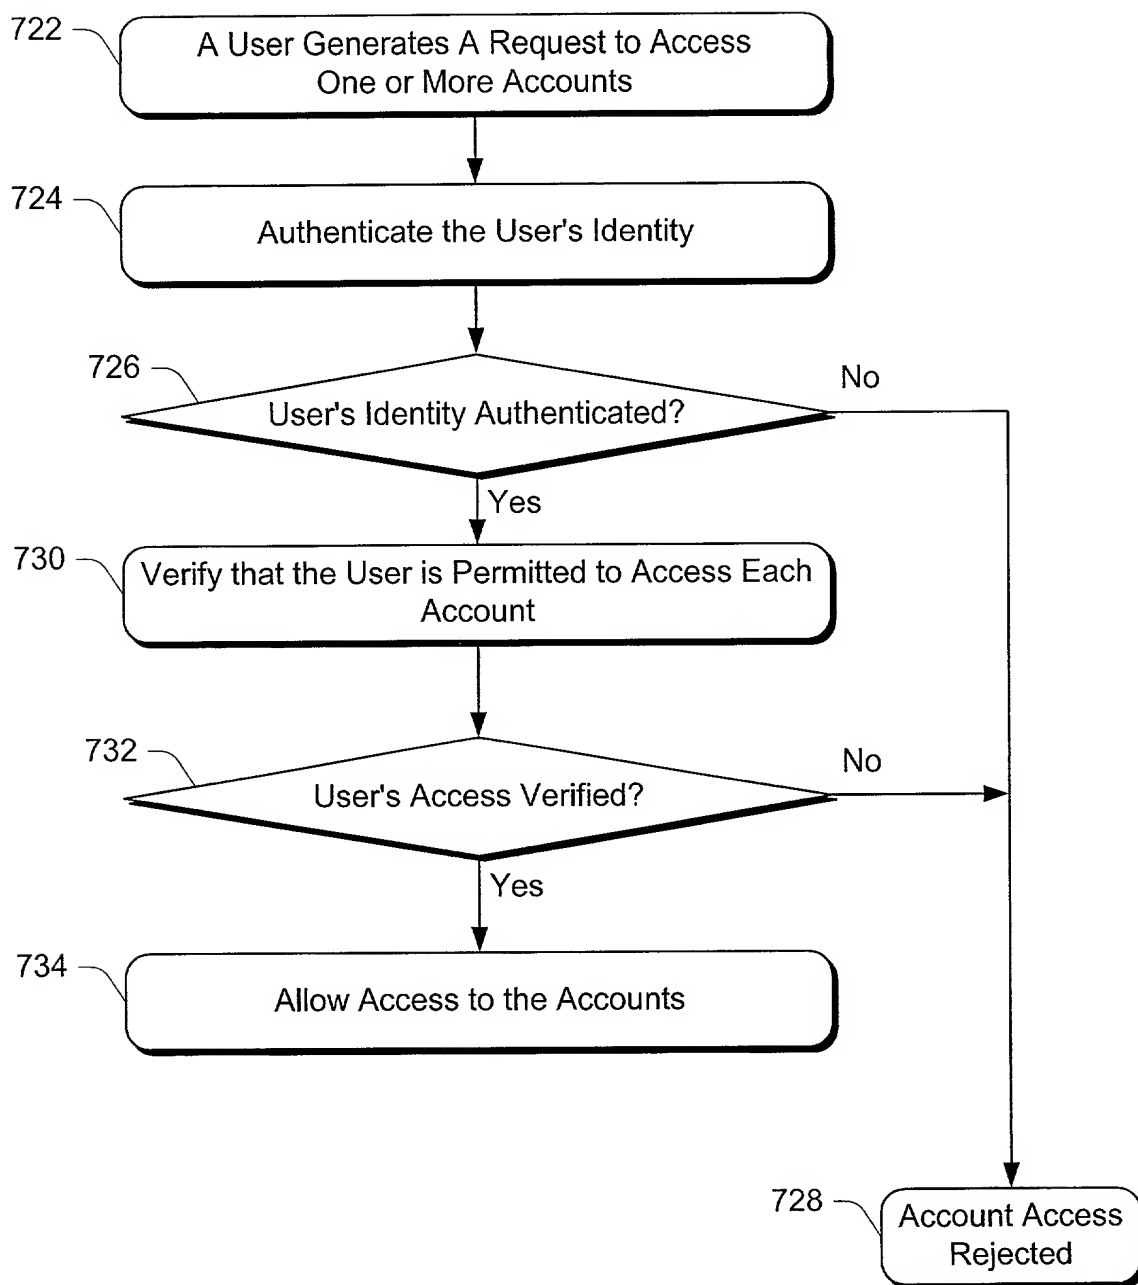 722
A User Generates A Request to Access
One or More Accounts
724
Authenticate the User's Identity
726
User's Identity Authenticated?
No
Yes
730
Verify that the User is Permitted to Access Each
Account
732
User's Access Verified?
No
Yes
734
Allow Access to the Accounts
728
Account Access
Rejected